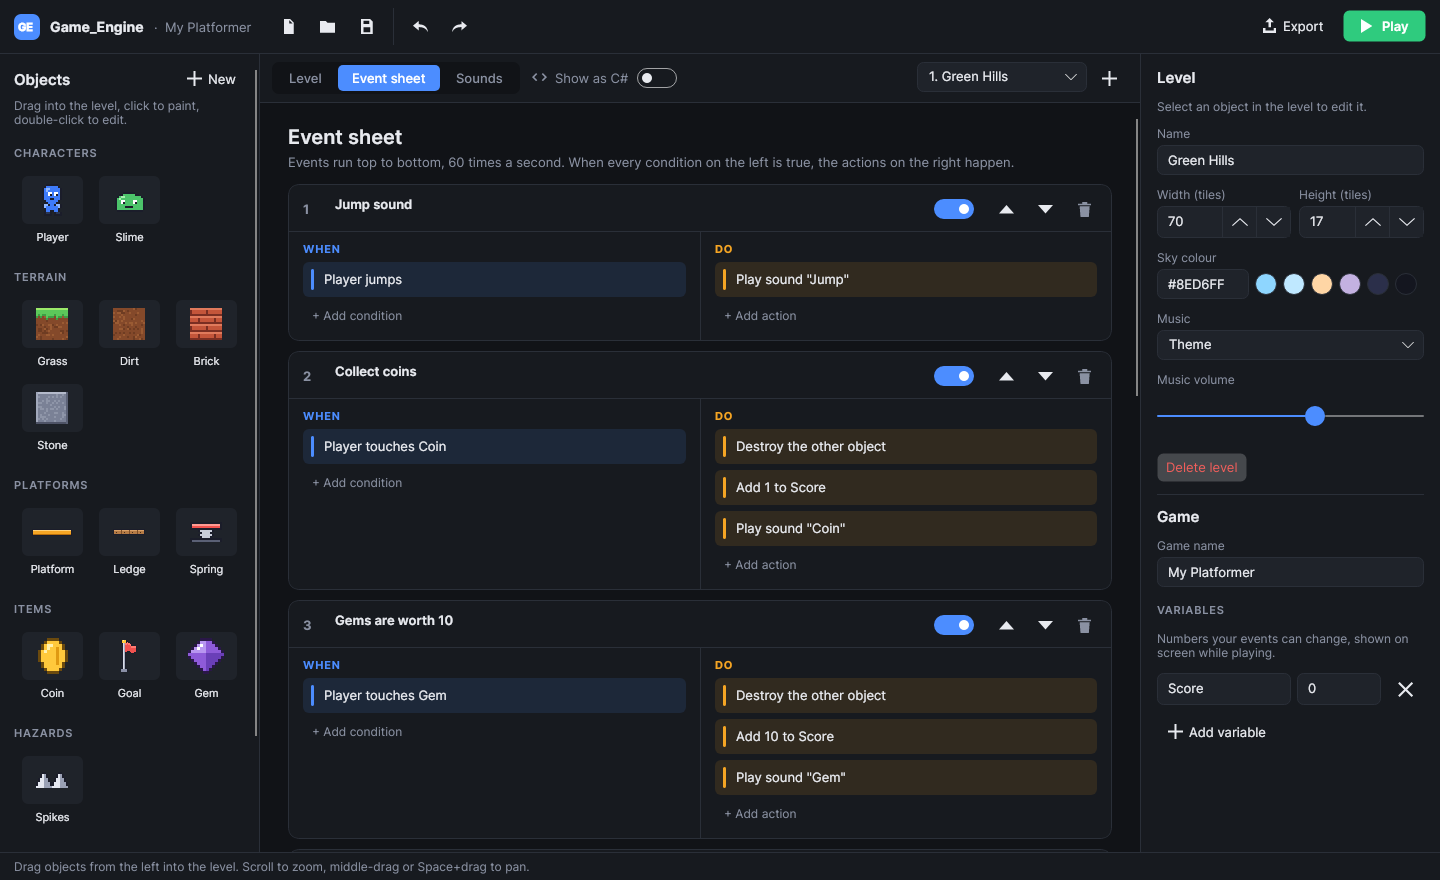 GE Game_Engine · My Platformer
Export
Play
Objects
New
Drag into the level, click to paint,
double-click to edit.
CHARACTERS
Player
Slime
TERRAIN
Grass
Dirt
Brick
Stone
PLATFORMS
Platform
Ledge
Spring
ITEMS
Coin
Goal
Gem
HAZARDS
Spikes
Level
Event sheet
Sounds
Show as C#
1. Green Hills
Event sheet
Events run top to bottom, 60 times a second. When every condition on the left is true, the actions on the right happen.
1 Jump sound
WHEN
Player jumps
+ Add condition
DO
Play sound "Jump"
+ Add action
2 Collect coins
WHEN
Player touches Coin
+ Add condition
DO
Destroy the other object
Add 1 to Score
Play sound "Coin"
+ Add action
3 Gems are worth 10
WHEN
Player touches Gem
+ Add condition
DO
Destroy the other object
Add 10 to Score
Play sound "Gem"
+ Add action
Level
Select an object in the level to edit it.
Name
Green Hills
Width (tiles)
70
Height (tiles)
17
Sky colour
#8ED6FF
Music
Theme
Music volume
Delete level
Game
Game name
My Platformer
VARIABLES
Numbers your events can change, shown on
screen while playing.
Score
0
Add variable
Drag objects from the left into the level. Scroll to zoom, middle-drag or Space+drag to pan.